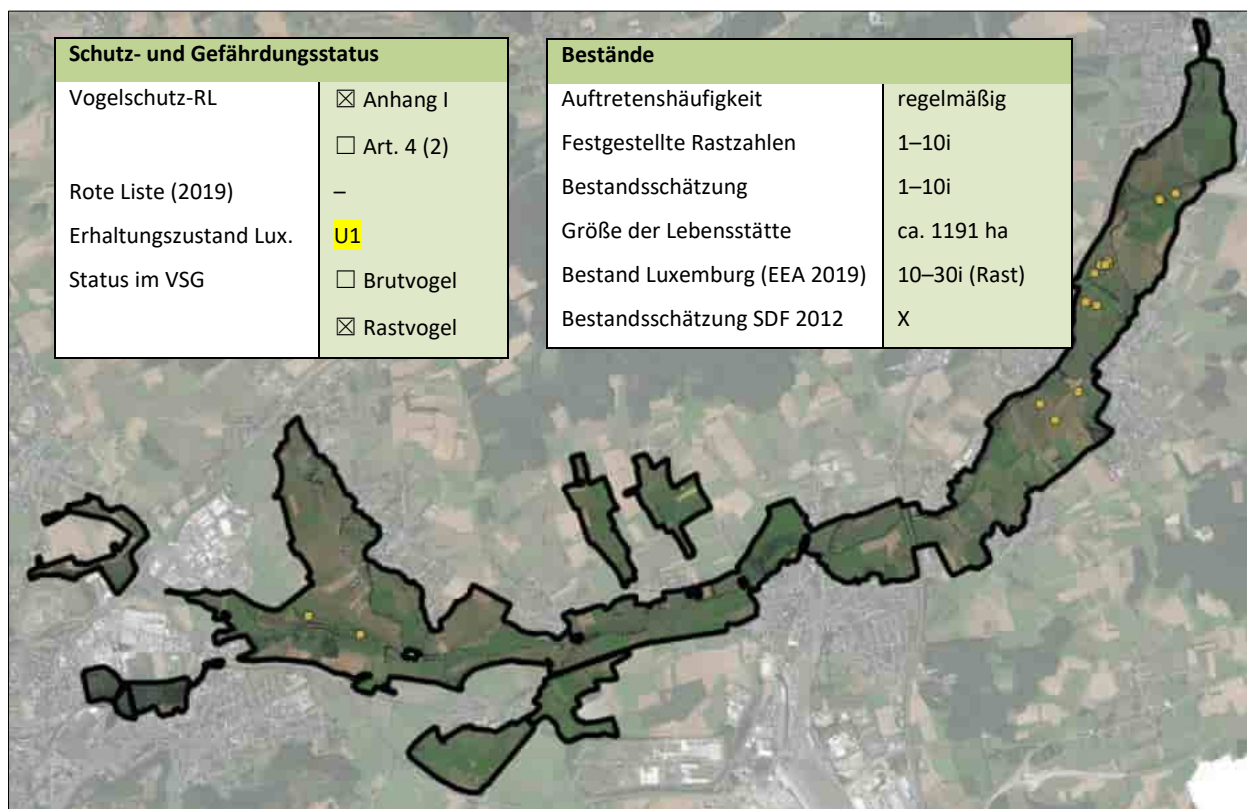 Schutz- und Gefährdungsstatus
Vogelschutz-RL ☒ Anhang I
☐ Art. 4 (2)
Rote Liste (2019) –
Erhaltungszustand Lux. U1
Status im VSG ☐ Brutvogel
☒ Rastvogel
Bestände
Auftretenshäufigkeit regelmäßig
Festgestellte Rastzahlen 1–10i
Bestandsschätzung 1–10i
Größe der Lebensstätte ca. 1191 ha
Bestand Luxemburg (EEA 2019) 10–30i (Rast)
Bestandsschätzung SDF 2012 X